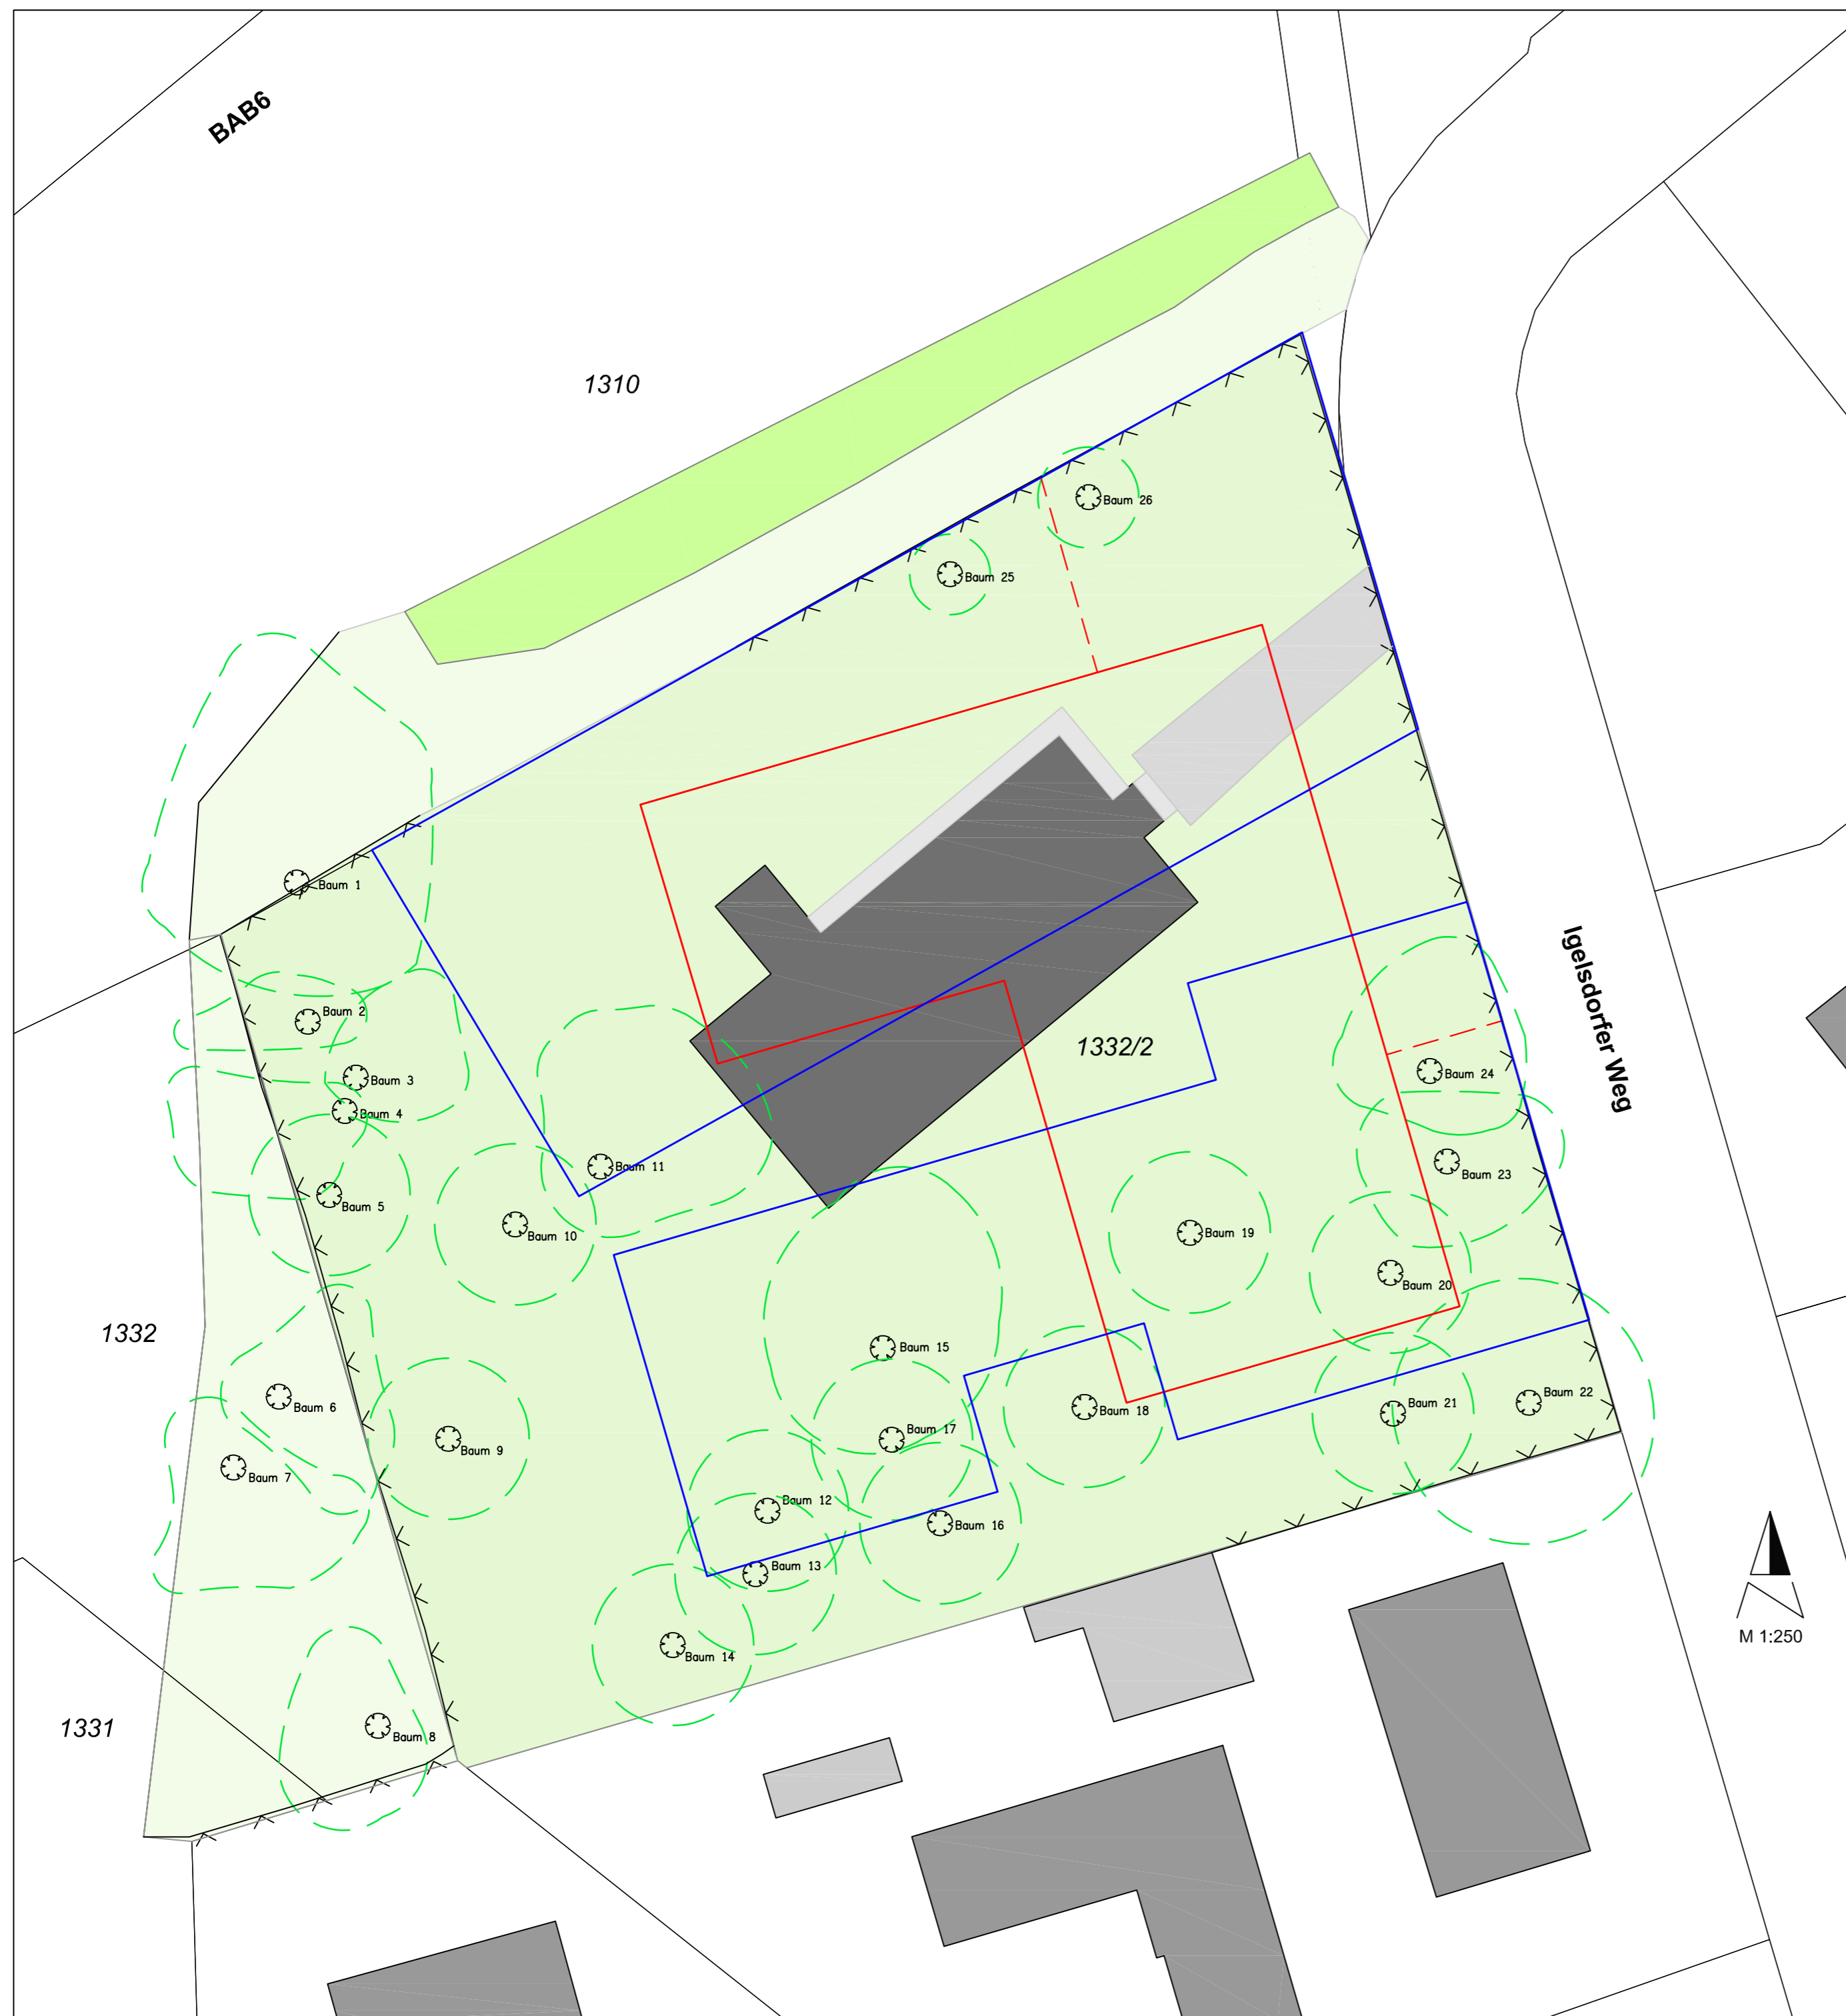 BAB6
1310
Baum 26
Baum 25
Baum 1
Baum 2
Baum 3
Baum 4
Baum 5
Baum 11
Baum 10
1332/2
Baum 24
Igelsdorfer Weg
Baum 23
Baum 19
Baum 20
1332
Baum 6
Baum 7
Baum 9
Baum 15
Baum 17
Baum 18
Baum 21
Baum 22
Baum 12
Baum 16
Baum 13
Baum 14
M 1:250
1331
Baum 8